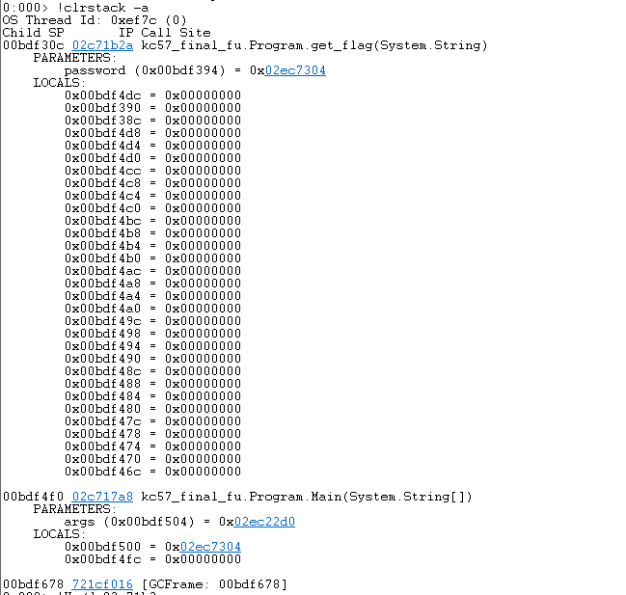 0:000> !clrstack -a
OS Thread Id: 0xef7c (0)
Child SP       IP Call Site
00bdf30c 02c71b2a kc57_final_fu.Program.get_flag(System.String)
    PARAMETERS:
        password (0x00bdf394) = 0x02ec7304
    LOCALS:
        0x00bdf4dc = 0x00000000
        0x00bdf390 = 0x00000000
        0x00bdf38c = 0x00000000
        0x00bdf4d8 = 0x00000000
        0x00bdf4d4 = 0x00000000
        0x00bdf4d0 = 0x00000000
        0x00bdf4cc = 0x00000000
        0x00bdf4c8 = 0x00000000
        0x00bdf4c4 = 0x00000000
        0x00bdf4c0 = 0x00000000
        0x00bdf4bc = 0x00000000
        0x00bdf4b8 = 0x00000000
        0x00bdf4b4 = 0x00000000
        0x00bdf4b0 = 0x00000000
        0x00bdf4ac = 0x00000000
        0x00bdf4a8 = 0x00000000
        0x00bdf4a4 = 0x00000000
        0x00bdf4a0 = 0x00000000
        0x00bdf49c = 0x00000000
        0x00bdf498 = 0x00000000
        0x00bdf494 = 0x00000000
        0x00bdf490 = 0x00000000
        0x00bdf48c = 0x00000000
        0x00bdf488 = 0x00000000
        0x00bdf484 = 0x00000000
        0x00bdf480 = 0x00000000
        0x00bdf47c = 0x00000000
        0x00bdf478 = 0x00000000
        0x00bdf474 = 0x00000000
        0x00bdf470 = 0x00000000
        0x00bdf46c = 0x00000000

00bdf4f0 02c717a8 kc57_final_fu.Program.Main(System.String[])
    PARAMETERS:
        args (0x00bdf504) = 0x02ec22d0
    LOCALS:
        0x00bdf500 = 0x02ec7304
        0x00bdf4fc = 0x00000000

00bdf678 721cf016 [GCFrame: 00bdf678]